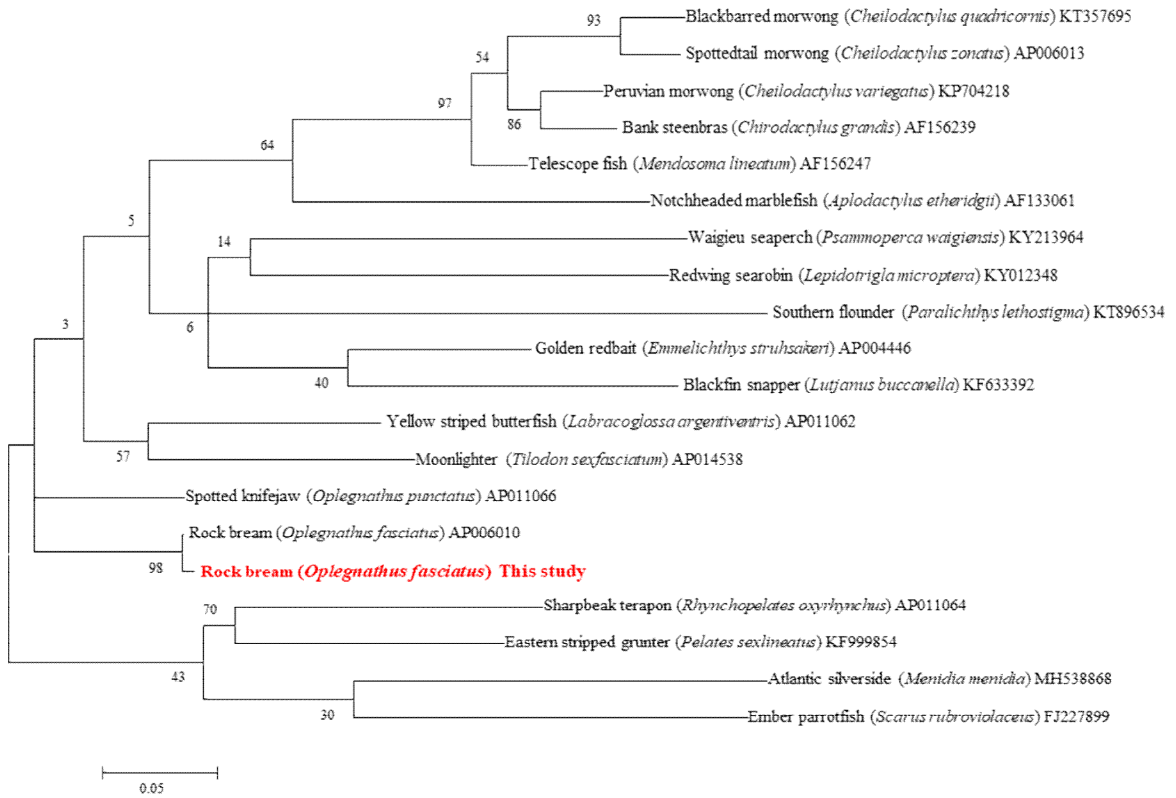 93
Blackbarred morwong (Cheilodactylus quadricornis) KT357695
Spottedtail morwong (Cheilodactylus zonatus) AP006013
54
Peruvian morwong (Cheilodactylus variegatus) KP704218
97
86
Bank steenbras (Chirodactylus grandis) AF156239
64
Telescope fish (Mendosoma lineatum) AF156247
Notchheaded marblefish (Aplodactylus etheridgii) AF133061
5
14
Waigieu seaperch (Psammoperca waigiensis) KY213964
Redwing searobin (Lepidotrigla microptera) KY012348
Southern flounder (Paralichthys lethostigma) KT896534
3
6
Golden redbait (Emmelichthys struhsakeri) AP004446
40
Blackfin snapper (Lutjanus buccanella) KF633392
Yellow striped butterfish (Labracoglossa argentiventris) AP011062
57
Moonlighter (Tilodon sexfasciatum) AP014538
Spotted knifejaw (Oplegnathus punctatus) AP011066
Rock bream (Oplegnathus fasciatus) AP006010
98
Rock bream (Oplegnathus fasciatus) This study
70
Sharpbeak terapon (Rhynchopelates oxyrhynchus) AP011064
Eastern stripped grunter (Pelates sexlineatus) KF999854
43
Atlantic silverside (Menidia menidia) MH538868
30
Ember parrotfish (Scarus rubroviolaceus) FJ227899
0.05